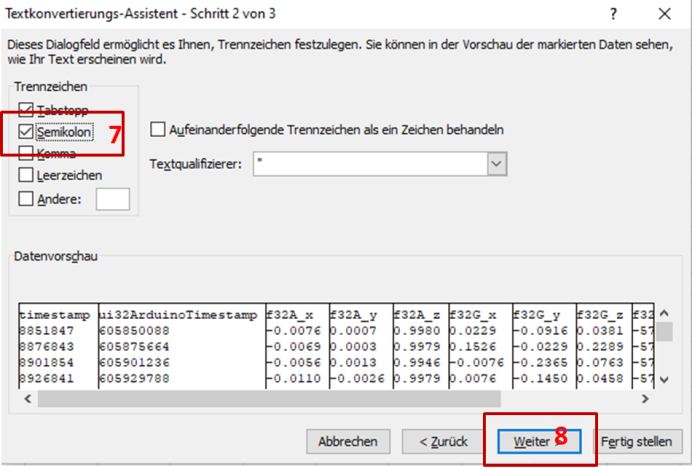 Textkonvertierungs-Assistent - Schritt 2 von 3 ? ×
Dieses Dialogfeld ermöglicht es Ihnen, Trennzeichen festzulegen. Sie können in der Vorschau der markierten Daten sehen,
wie Ihr Text erscheinen wird.
Trennzeichen
Tabstopp
Semikolon 7
Komma
Leerzeichen
Andere:
Aufeinanderfolgende Trennzeichen als ein Zeichen behandeln
Textqualifizierer: "
Datenvorschau
timestamp ui32ArduinoTimestamp f32A_x f32A_y f32A_z f32G_x f32G_y f32G_z f32
8851847 605850088 -0.0076 0.0007 0.9980 0.0229 -0.0916 0.0381 -57
8876843 605875664 -0.0069 0.0003 0.9979 0.1526 -0.0229 0.2289 -57
8901854 605901236 -0.0056 0.0013 0.9946 -0.0076 -0.2365 0.0763 -57
8926841 605929788 -0.0110 -0.0026 0.9979 0.0076 -0.1450 0.0458 -57
Abbrechen < Zurück Weiter 8 Fertig stellen